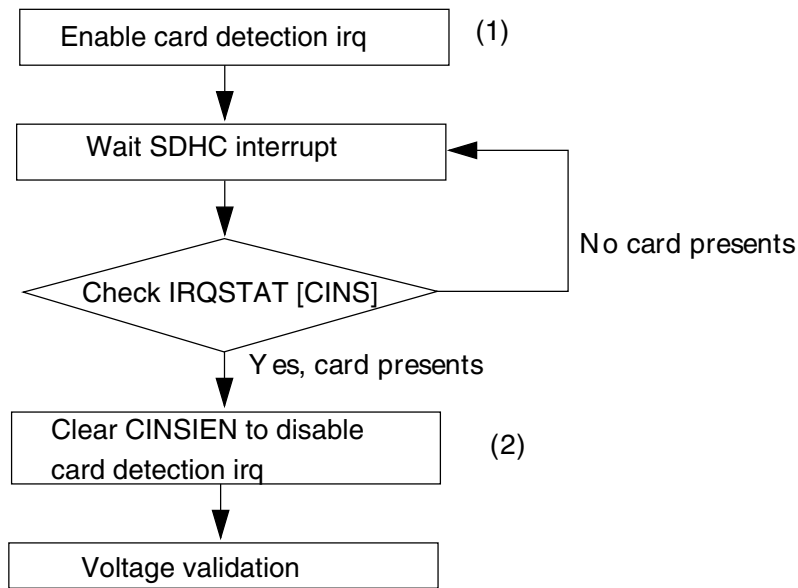 Enable card detection irq
(1)
Wait SDHC interrupt
No card presents
Check IRQSTAT [CINS]
Yes, card presents
Clear CINSIEN to disable
card detection irq
(2)
Voltage validation